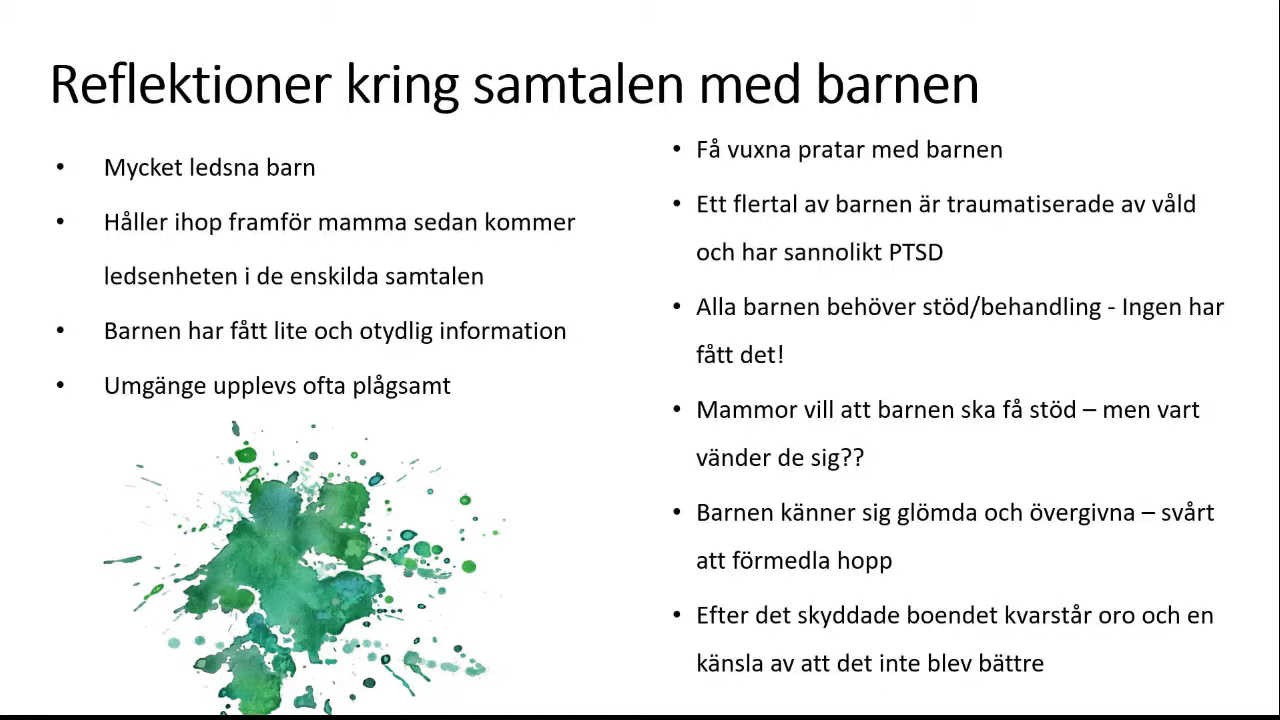 Reflektioner kring samtalen med barnen
• Mycket ledsna barn
• Håller ihop framför mamma sedan kommer
ledsenheten i de enskilda samtalen
• Barnen har fått lite och otydlig information
• Umgänge upplevs ofta plågsamt
• Få vuxna pratar med barnen
• Ett flertal av barnen är traumatiserade av våld
och har sannolikt PTSD
• Alla barnen behöver stöd/behandling - Ingen har
fått det!
• Mammor vill att barnen ska få stöd – men vart
vänder de sig??
• Barnen känner sig glömda och övergivna – svårt
att förmedla hopp
• Efter det skyddade boendet kvarstår oro och en
känsla av att det inte blev bättre